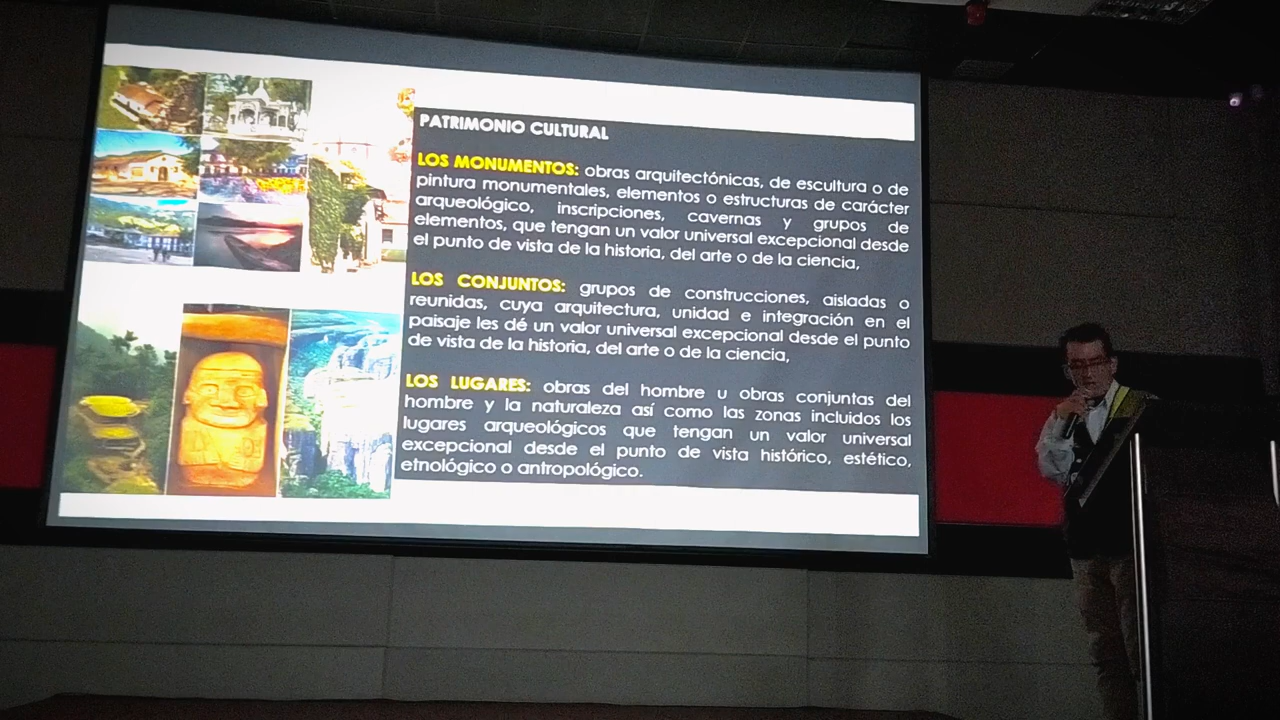 PATRIMONIO CULTURAL
LOS MONUMENTOS: obras arquitectónicas, de escultura o de
pintura monumentales, elementos o estructuras de carácter
arqueológico, inscripciones, cavernas y grupos de
elementos, que tengan un valor universal excepcional desde
el punto de vista de la historia, del arte o de la ciencia,
LOS CONJUNTOS: grupos de construcciones, aisladas o
reunidas, cuya arquitectura, unidad e integración en el
paisaje les dé un valor universal excepcional desde el punto
de vista de la historia, del arte o de la ciencia,
LOS LUGARES: obras del hombre u obras conjuntas del
hombre y la naturaleza así como las zonas incluidos los
lugares arqueológicos que tengan un valor universal
excepcional desde el punto de vista histórico, estético,
etnológico o antropológico.